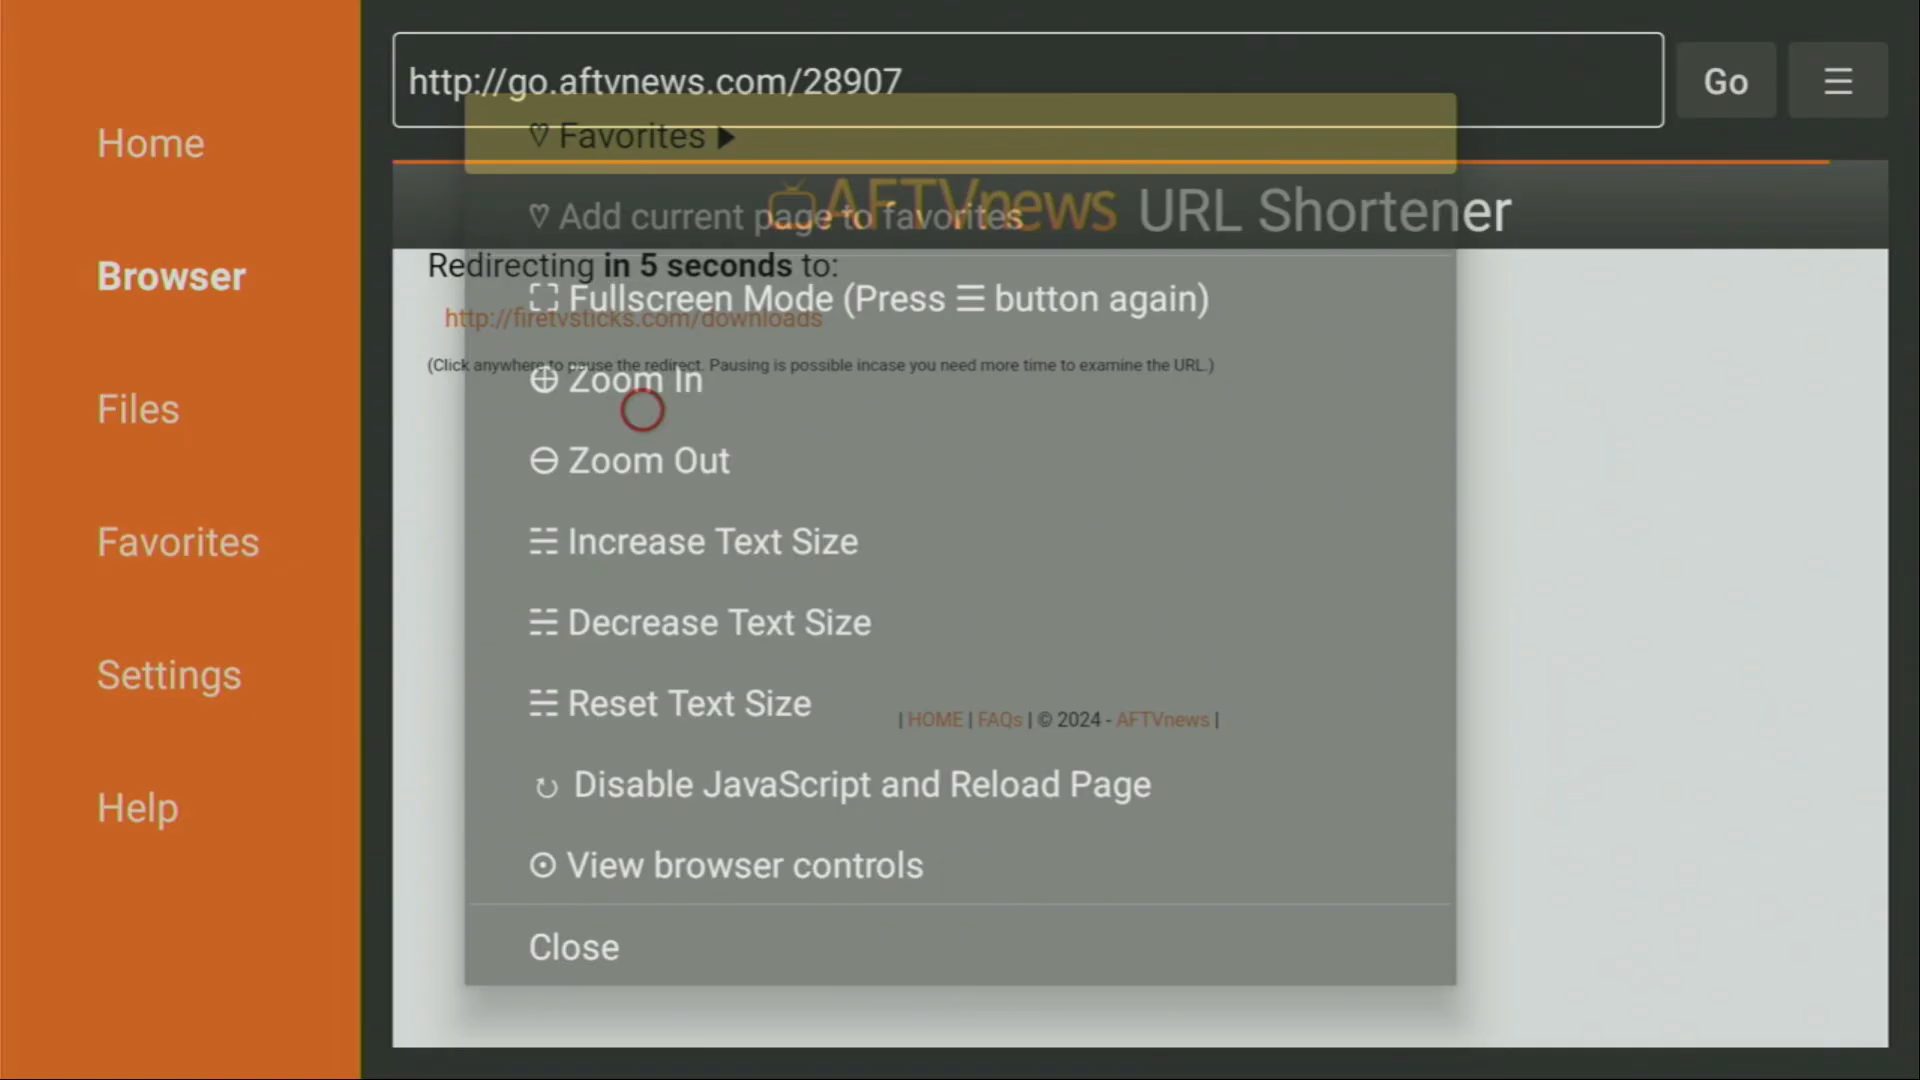 http://go.aftvnews.com/28907
Go
☰
Home
Browser
Files
Favorites
Settings
Help
♡ Favorites ▶
AFTVnews URL Shortener
♡ Add current page to favorites
Redirecting in 5 seconds to:
Fullscreen Mode (Press ☰ button again)
http://firetvsticks.com/downloads
(Click anywhere to pause the redirect. Pausing is possible incase you need more time to examine the URL.)
⊕ Zoom In
⊖ Zoom Out
☵ Increase Text Size
☵ Decrease Text Size
☵ Reset Text Size
| HOME | FAQs | © 2024 - AFTVnews |
↻ Disable JavaScript and Reload Page
⊙ View browser controls
Close